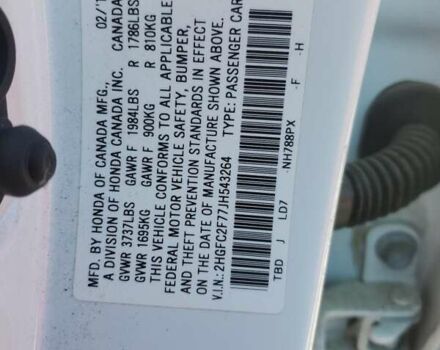 MFD. BY HONDA OF CANADA MFG.,
A DIVISION OF HONDA CANADA INC. CANADA
GVWR 3737LBS GAWR F 1984LBS R 1786LBS
GVWR 1695KG GAWR F 900KG R 810KG
THIS VEHICLE CONFORMS TO ALL APPLICABLE
FEDERAL MOTOR VEHICLE SAFETY, BUMPER,
AND THEFT PREVENTION STANDARDS IN EFFECT
ON THE DATE OF MANUFACTURE SHOWN ABOVE.
V.I.N.: 2HGFC2F77JH543264 TYPE: PASSENGER CAR
TBD J LD7 NH788PX -F -H